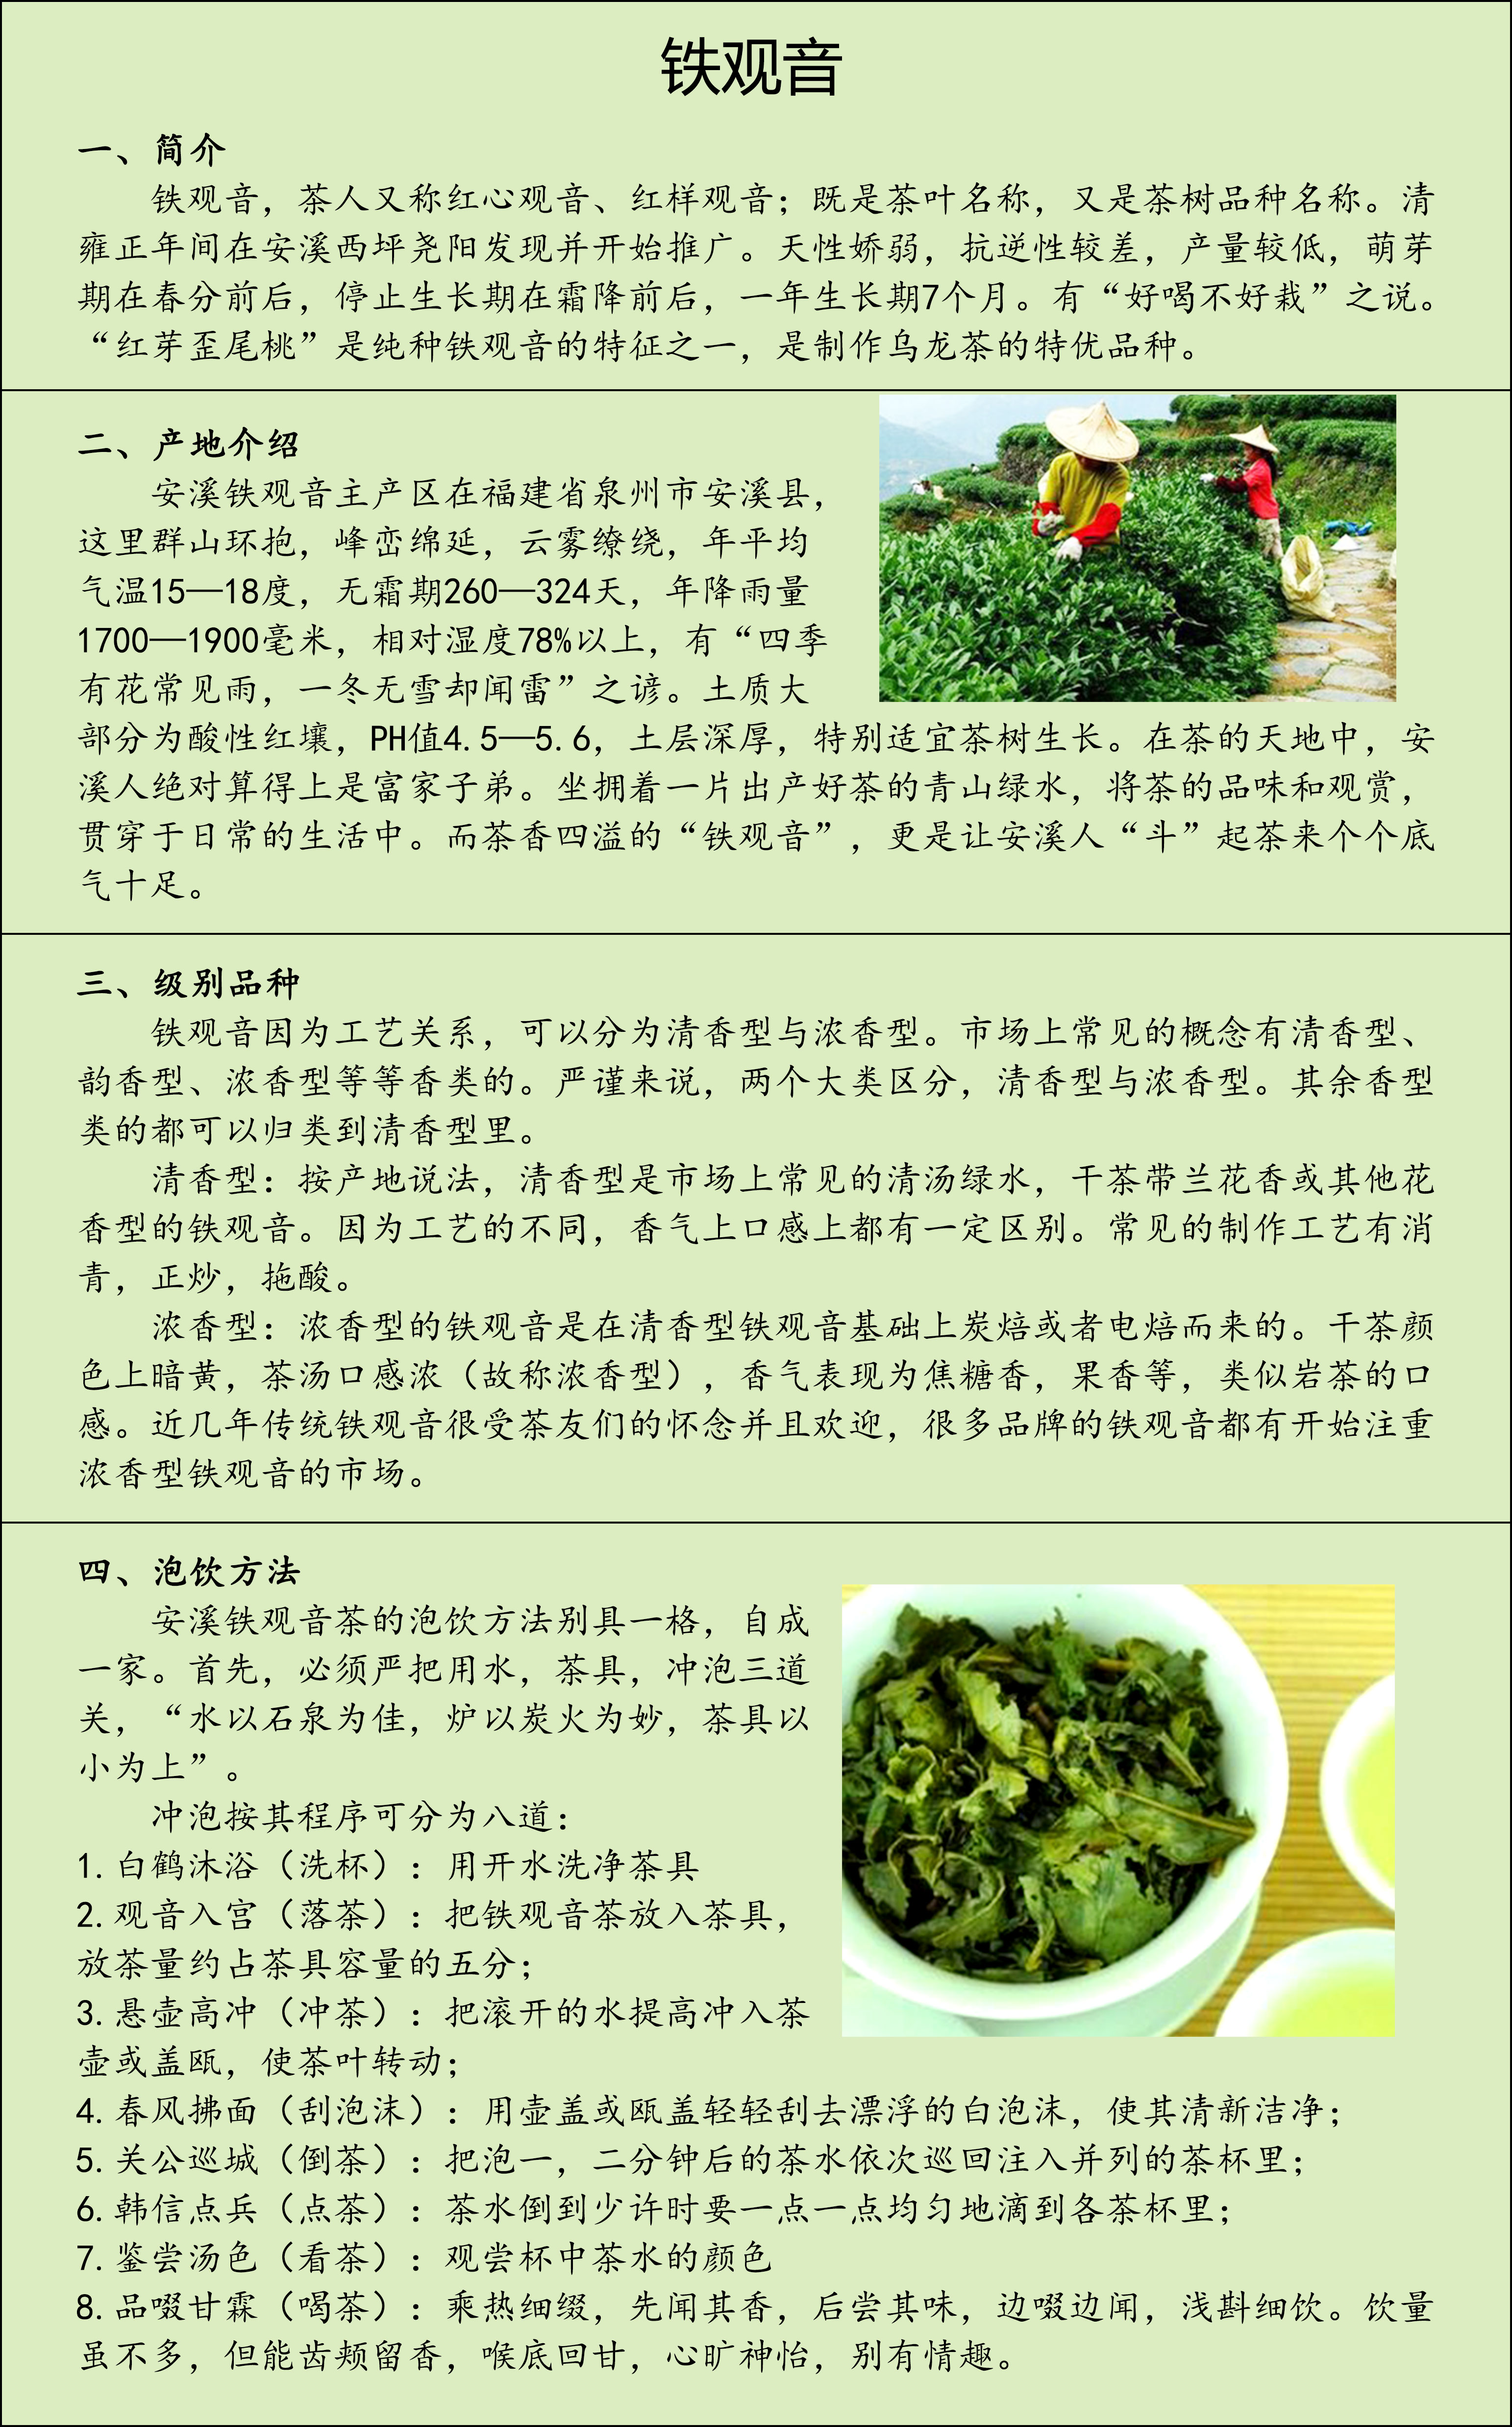 铁观音
一、简介
铁观音，茶人又称红心观音、红样观音；既是茶叶名称，又是茶树品种名称。清
雍正年间在安溪西坪尧阳发现并开始推广。天性娇弱，抗逆性较差，产量较低，萌芽
期在春分前后，停止生长期在霜降前后，一年生长期7个月。有“好喝不好栽”之说。
“红芽歪尾桃”是纯种铁观音的特征之一，是制作乌龙茶的特优品种。
二、产地介绍
安溪铁观音主产区在福建省泉州市安溪县，
这里群山环抱，峰峦绵延，云雾缭绕，年平均
气温15—18度，无霜期260—324天，年降雨量
1700—1900毫米，相对湿度78%以上，有“四季
有花常见雨，一冬无雪却闻雷”之谚。土质大
部分为酸性红壤，PH值4.5—5.6，土层深厚，特别适宜茶树生长。在茶的天地中，安
溪人绝对算得上是富家子弟。坐拥着一片出产好茶的青山绿水，将茶的品味和观赏，
贯穿于日常的生活中。而茶香四溢的“铁观音”，更是让安溪人“斗”起茶来个个底
气十足。
三、级别品种
铁观音因为工艺关系，可以分为清香型与浓香型。市场上常见的概念有清香型、
韵香型、浓香型等等香类的。严谨来说，两个大类区分，清香型与浓香型。其余香型
类的都可以归类到清香型里。
清香型：按产地说法，清香型是市场上常见的清汤绿水，干茶带兰花香或其他花
香型的铁观音。因为工艺的不同，香气上口感上都有一定区别。常见的制作工艺有消
青，正炒，拖酸。
浓香型：浓香型的铁观音是在清香型铁观音基础上炭焙或者电焙而来的。干茶颜
色上暗黄，茶汤口感浓（故称浓香型），香气表现为焦糖香，果香等，类似岩茶的口
感。近几年传统铁观音很受茶友们的怀念并且欢迎，很多品牌的铁观音都有开始注重
浓香型铁观音的市场。
四、泡饮方法
安溪铁观音茶的泡饮方法别具一格，自成
一家。首先，必须严把用水，茶具，冲泡三道
关，“水以石泉为佳，炉以炭火为妙，茶具以
小为上”。
冲泡按其程序可分为八道：
1.白鹤沐浴（洗杯）：用开水洗净茶具
2.观音入宫（落茶）：把铁观音茶放入茶具，
放茶量约占茶具容量的五分；
3.悬壶高冲（冲茶）：把滚开的水提高冲入茶
壶或盖瓯，使茶叶转动；
4.春风拂面（刮泡沫）：用壶盖或瓯盖轻轻刮去漂浮的白泡沫，使其清新洁净；
5.关公巡城（倒茶）：把泡一，二分钟后的茶水依次巡回注入并列的茶杯里；
6.韩信点兵（点茶）：茶水倒到少许时要一点一点均匀地滴到各茶杯里；
7.鉴尝汤色（看茶）：观尝杯中茶水的颜色
8.品啜甘霖（喝茶）：乘热细缀，先闻其香，后尝其味，边啜边闻，浅斟细饮。饮量
虽不多，但能齿颊留香，喉底回甘，心旷神怡，别有情趣。